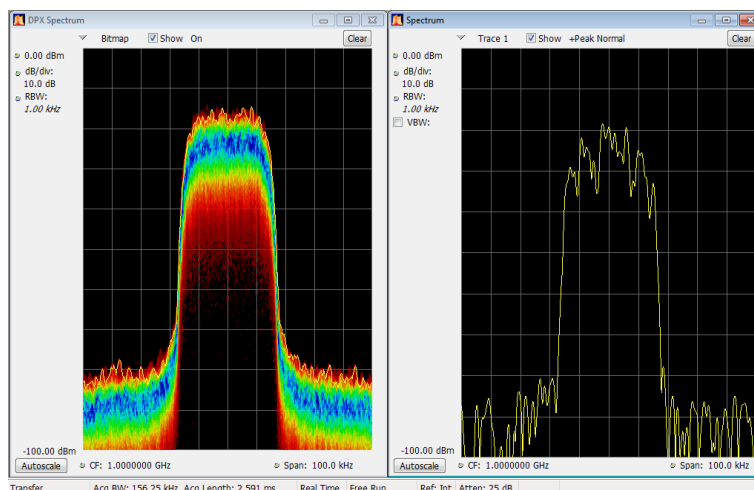 DPX Spectrum
Bitmap Show On Clear
0.00 dBm
dB/div:
10.0 dB
RBW:
1.00 kHz
-100.00 dBm
Autoscale CF: 1.0000000 GHz Span: 100.0 kHz
Spectrum
Trace 1 Show +Peak Normal Clear
0.00 dBm
dB/div:
10.0 dB
RBW:
1.00 kHz
VBW:
-100.00 dBm
Autoscale CF: 1.0000000 GHz Span: 100.0 kHz
Transfer Acq BW: 156.25 kHz, Acq Length: 2.591 ms Real Time Free Run Ref: Int Atten: 25 dB